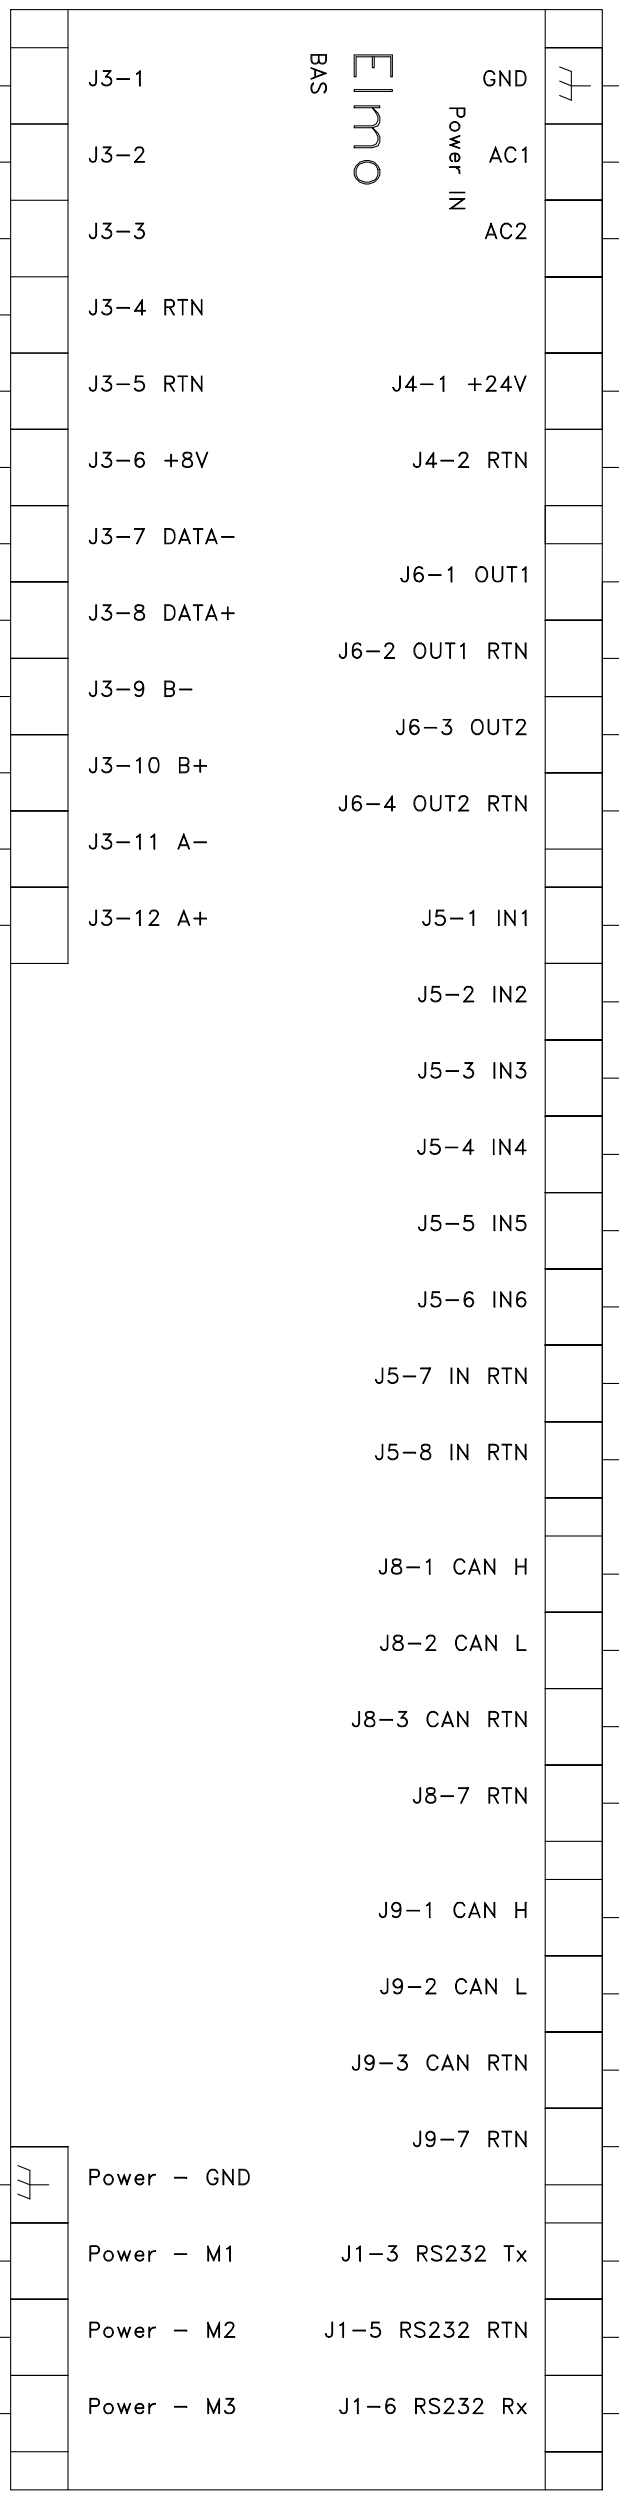 Elmo
BAS
Power IN
J3-1
GND
J3-2
AC1
J3-3
AC2
J3-4 RTN
J3-5 RTN
J4-1 +24V
J3-6 +8V
J4-2 RTN
J3-7 DATA-
J6-1 OUT1
J3-8 DATA+
J6-2 OUT1 RTN
J3-9 B-
J6-3 OUT2
J3-10 B+
J6-4 OUT2 RTN
J3-11 A-
J3-12 A+
J5-1 IN1
J5-2 IN2
J5-3 IN3
J5-4 IN4
J5-5 IN5
J5-6 IN6
J5-7 IN RTN
J5-8 IN RTN
J8-1 CAN H
J8-2 CAN L
J8-3 CAN RTN
J8-7 RTN
J9-1 CAN H
J9-2 CAN L
J9-3 CAN RTN
J9-7 RTN
Power - GND
Power - M1
J1-3 RS232 Tx
Power - M2
J1-5 RS232 RTN
Power - M3
J1-6 RS232 Rx